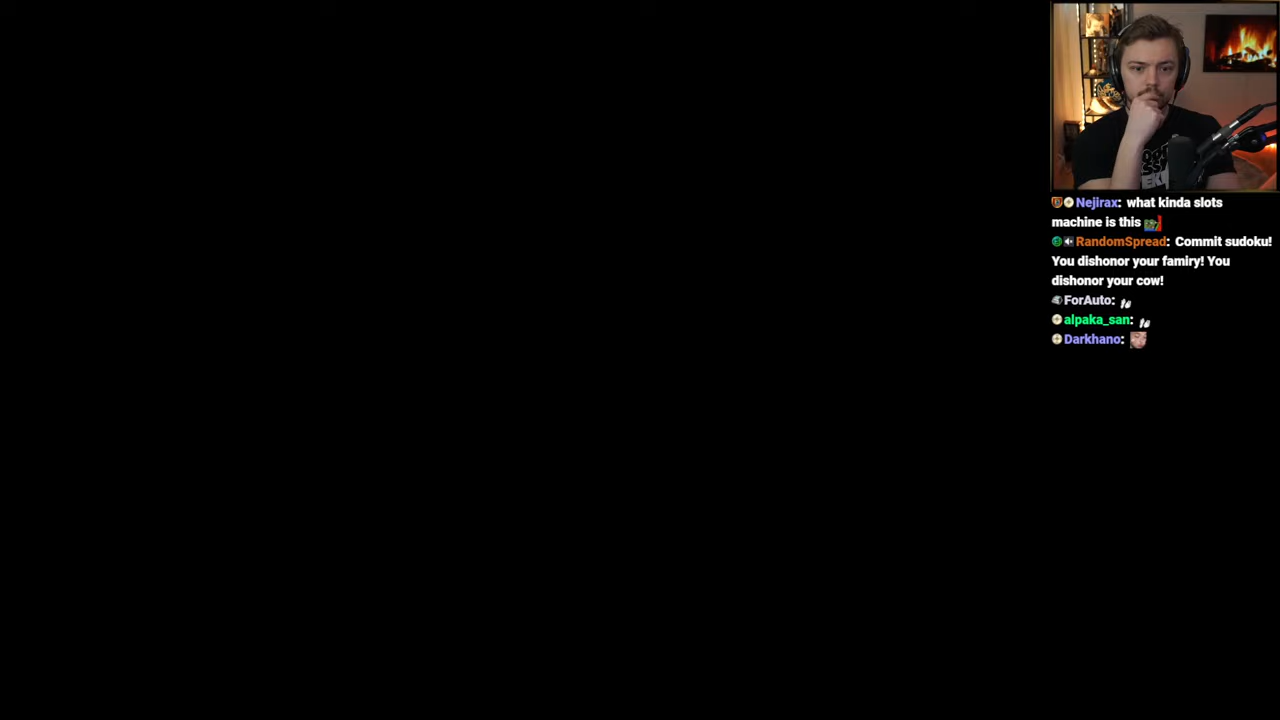 Nejirax: what kinda slots
machine is this
RandomSpread: Commit sudoku!
You dishonor your famiry! You
dishonor your cow!
ForAuto:
alpaka_san:
Darkhano: